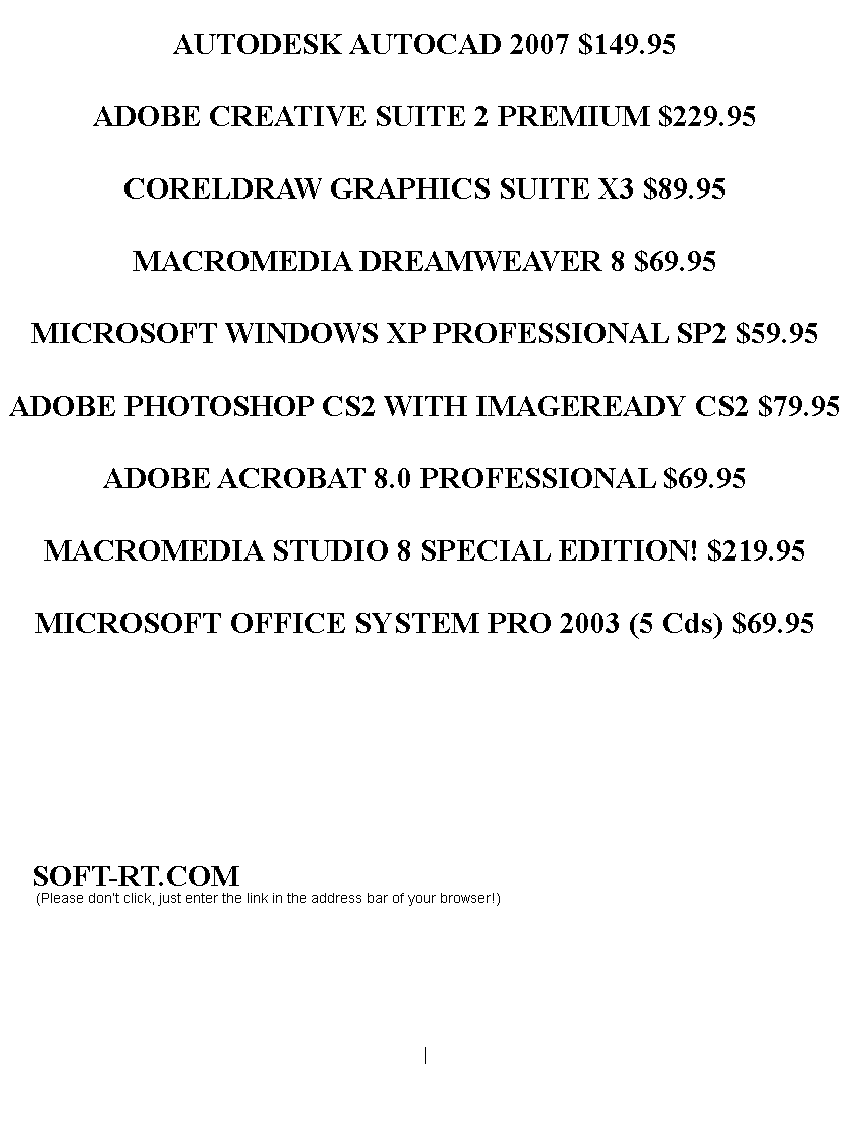 AUTODESK AUTOCAD 2007 $149.95
ADOBE CREATIVE SUITE 2 PREMIUM $229.95
CORELDRAW GRAPHICS SUITE X3 $89.95
MACROMEDIA DREAMWEAVER 8 $69.95
MICROSOFT WINDOWS XP PROFESSIONAL SP2 $59.95
ADOBE PHOTOSHOP CS2 WITH IMAGEREADY CS2 $79.95
ADOBE ACROBAT 8.0 PROFESSIONAL $69.95
MACROMEDIA STUDIO 8 SPECIAL EDITION! $219.95
MICROSOFT OFFICE SYSTEM PRO 2003 (5 Cds) $69.95
SOFT-RT.COM
(Please don't click, just enter the link in the address bar of your browser!)
|